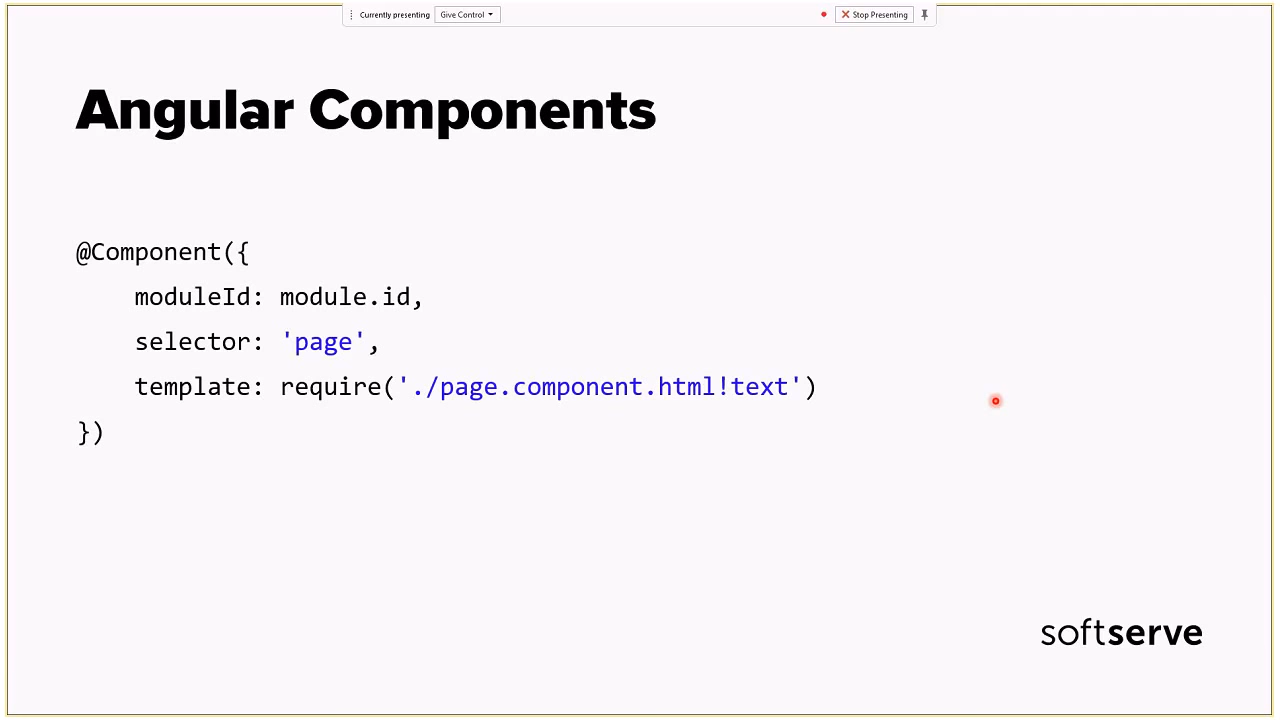 Currently presenting Give Control Stop Presenting
Angular Components
@Component({
    moduleId: module.id,
    selector: 'page',
    template: require('./page.component.html!text')
})
softserve